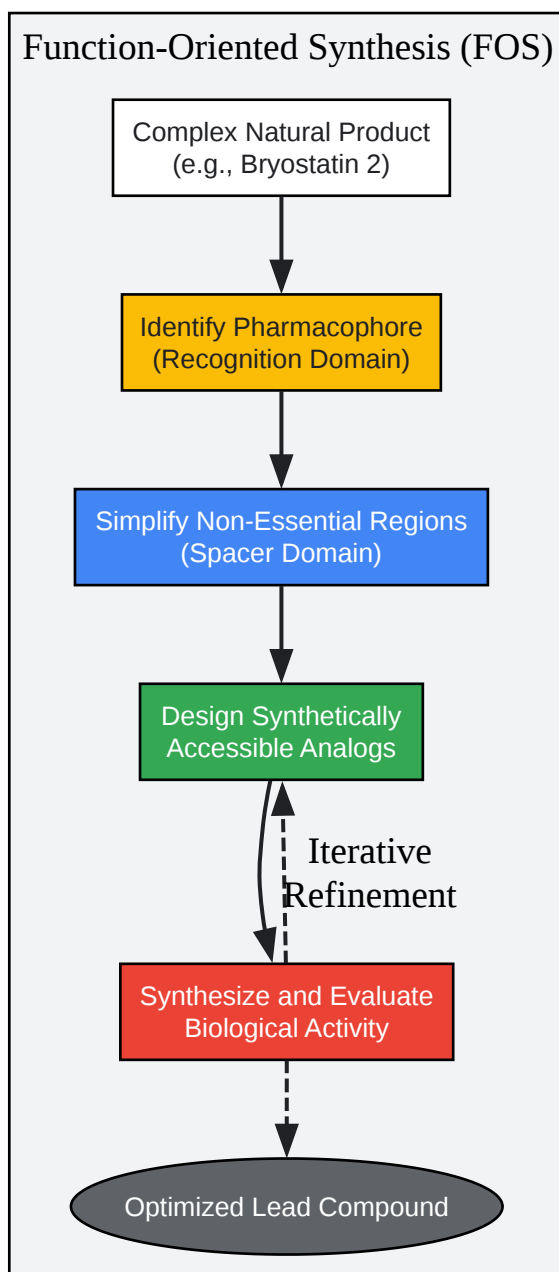 Function-Oriented Synthesis (FOS)
Complex Natural Product
(e.g., Bryostatin 2)
Identify Pharmacophore
(Recognition Domain)
Simplify Non-Essential Regions
(Spacer Domain)
Design Synthetically
Accessible Analogs
Iterative
Refinement
Synthesize and Evaluate
Biological Activity
Optimized Lead Compound